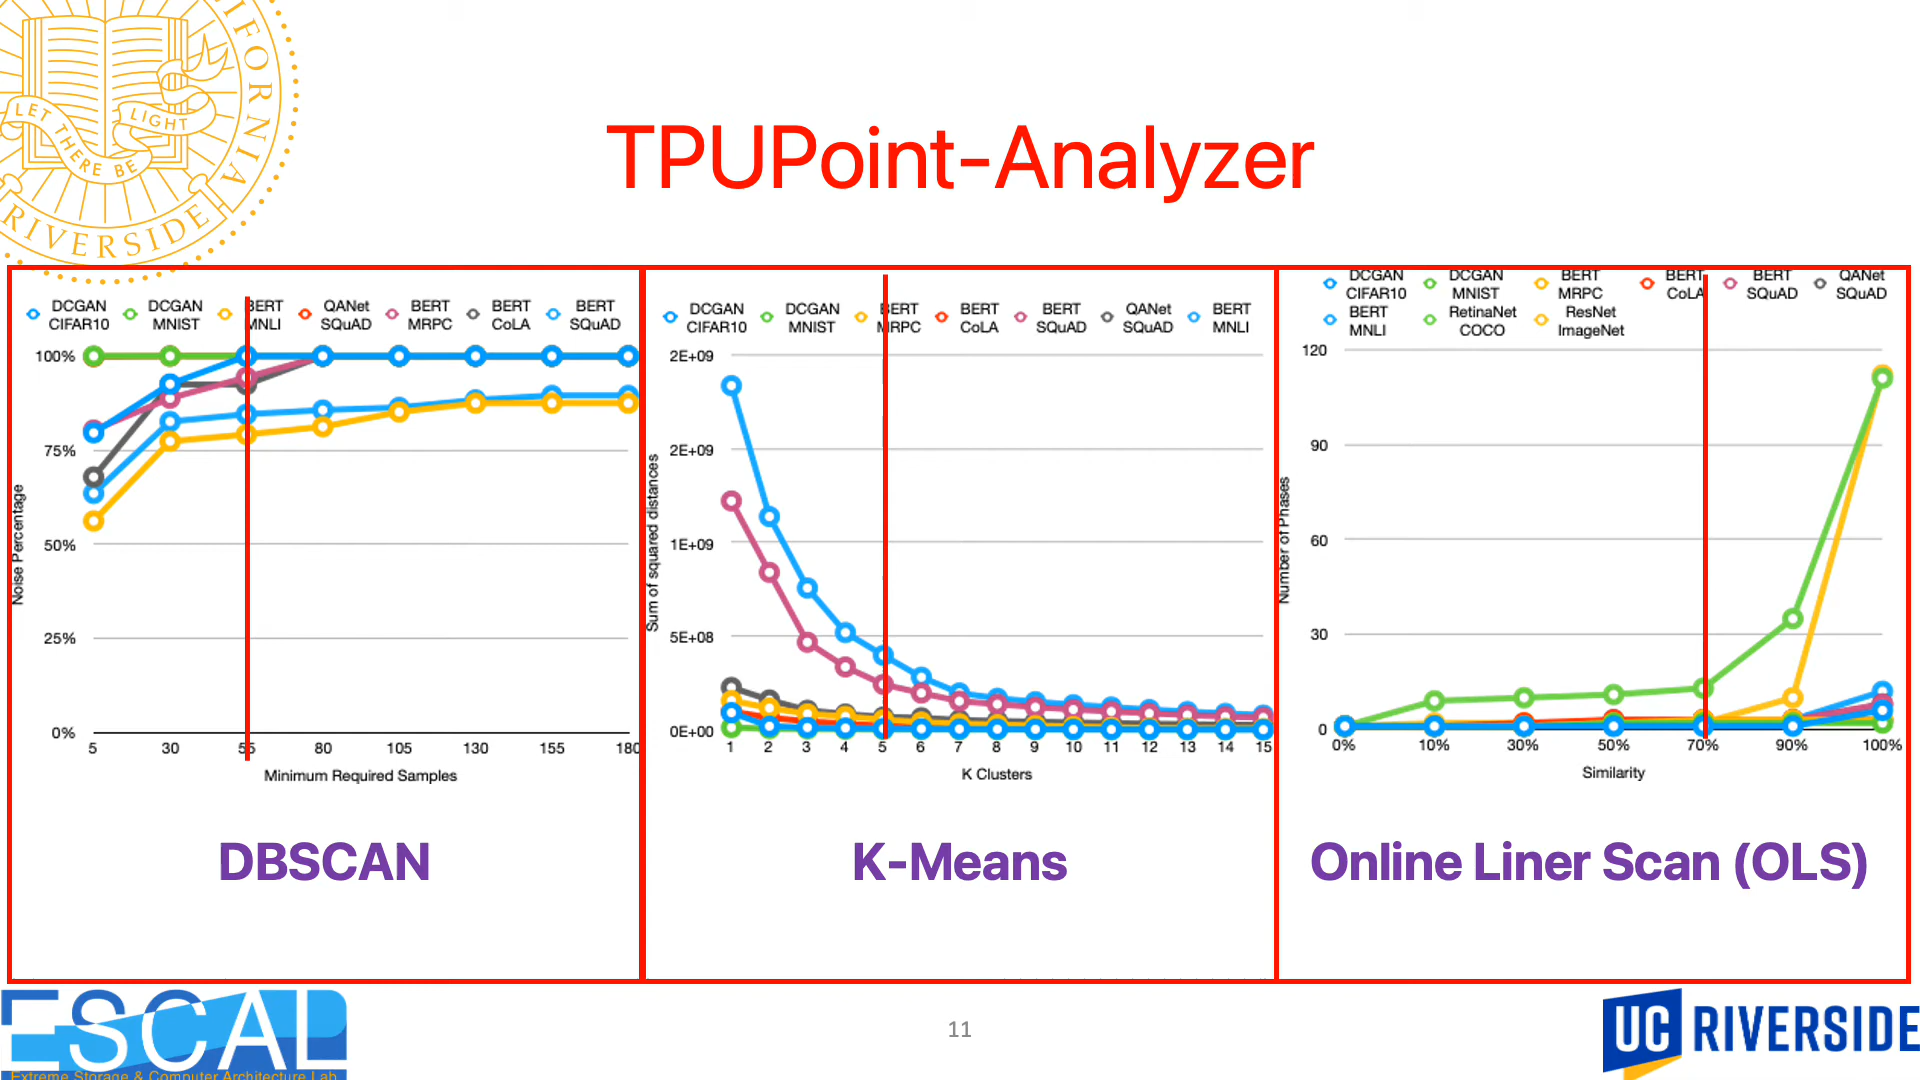 IFORNIA
LET THERE BE LIGHT
RIVERSIDE
TPUPoint-Analyzer
DCGAN CIFAR10
DCGAN MNIST
BERT MNLI
QANet SQuAD
BERT MRPC
BERT CoLA
BERT SQuAD
100%
75%
50%
25%
0%
Noise Percentage
5 30 55 80 105 130 155 180
Minimum Required Samples
DBSCAN
DCGAN CIFAR10
DCGAN MNIST
BERT MRPC
BERT CoLA
BERT SQuAD
QANet SQuAD
BERT MNLI
2E+09
2E+09
1E+09
5E+08
0E+00
Sum of squared distances
1 2 3 4 5 6 7 8 9 10 11 12 13 14 15
K Clusters
K-Means
DCGAN CIFAR10
DCGAN MNIST
BERT MRPC
BERT CoLA
BERT SQuAD
QANet SQuAD
BERT MNLI
RetinaNet COCO
ResNet ImageNet
120
90
60
30
0
Number of Phases
0% 10% 30% 50% 70% 90% 100%
Similarity
Online Liner Scan (OLS)
ESCAL
Extreme Storage & Computer Architecture Lab
11
UC RIVERSIDE